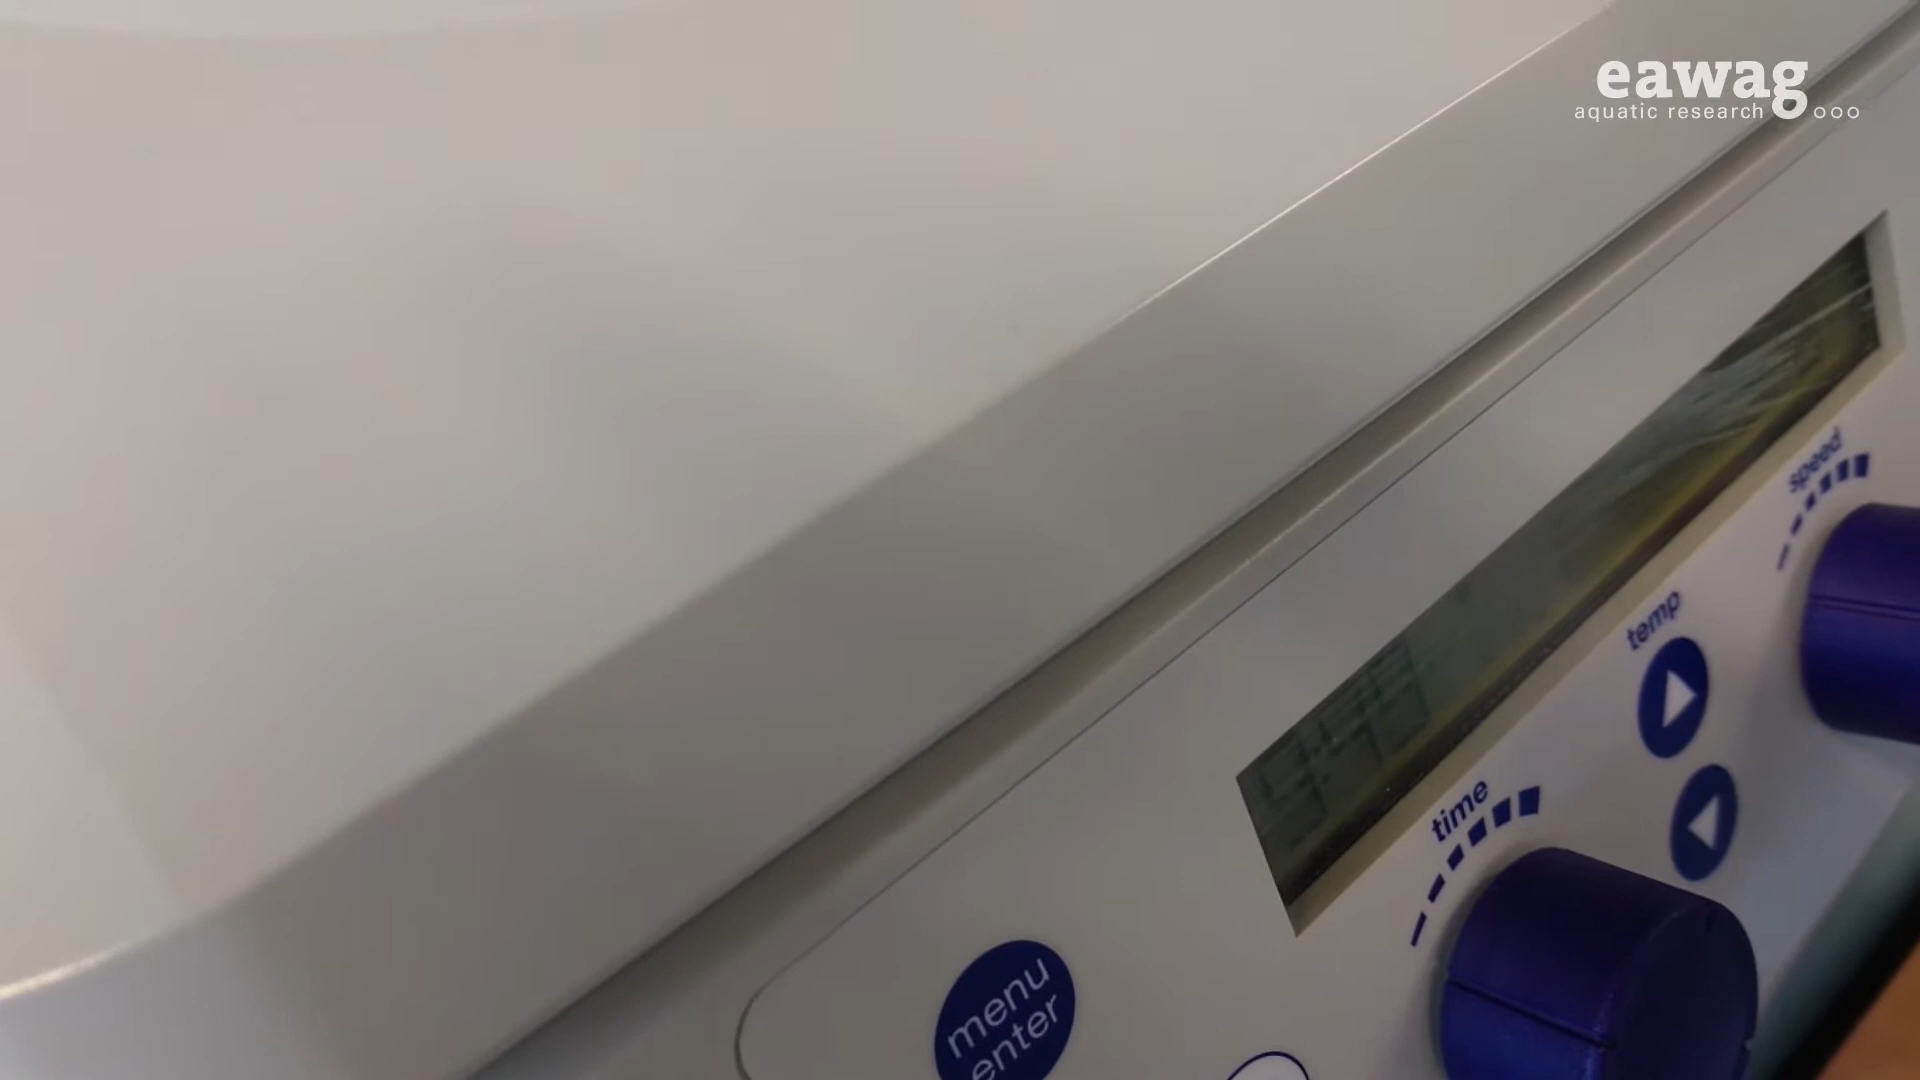 eawag
aquatic research
speed
temp
time
menu
enter